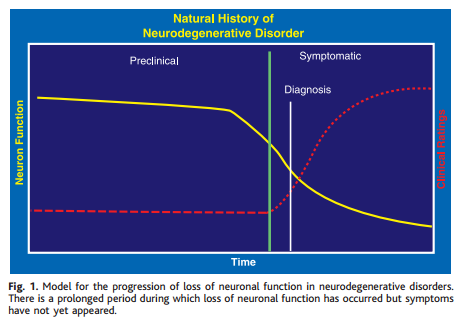 Natural History of
Neurodegenerative Disorder
Preclinical
Symptomatic
Diagnosis
Neuron Function
Clinical Ratings
Time
Fig. 1. Model for the progression of loss of neuronal function in neurodegenerative disorders.
There is a prolonged period during which loss of neuronal function has occurred but symptoms
have not yet appeared.